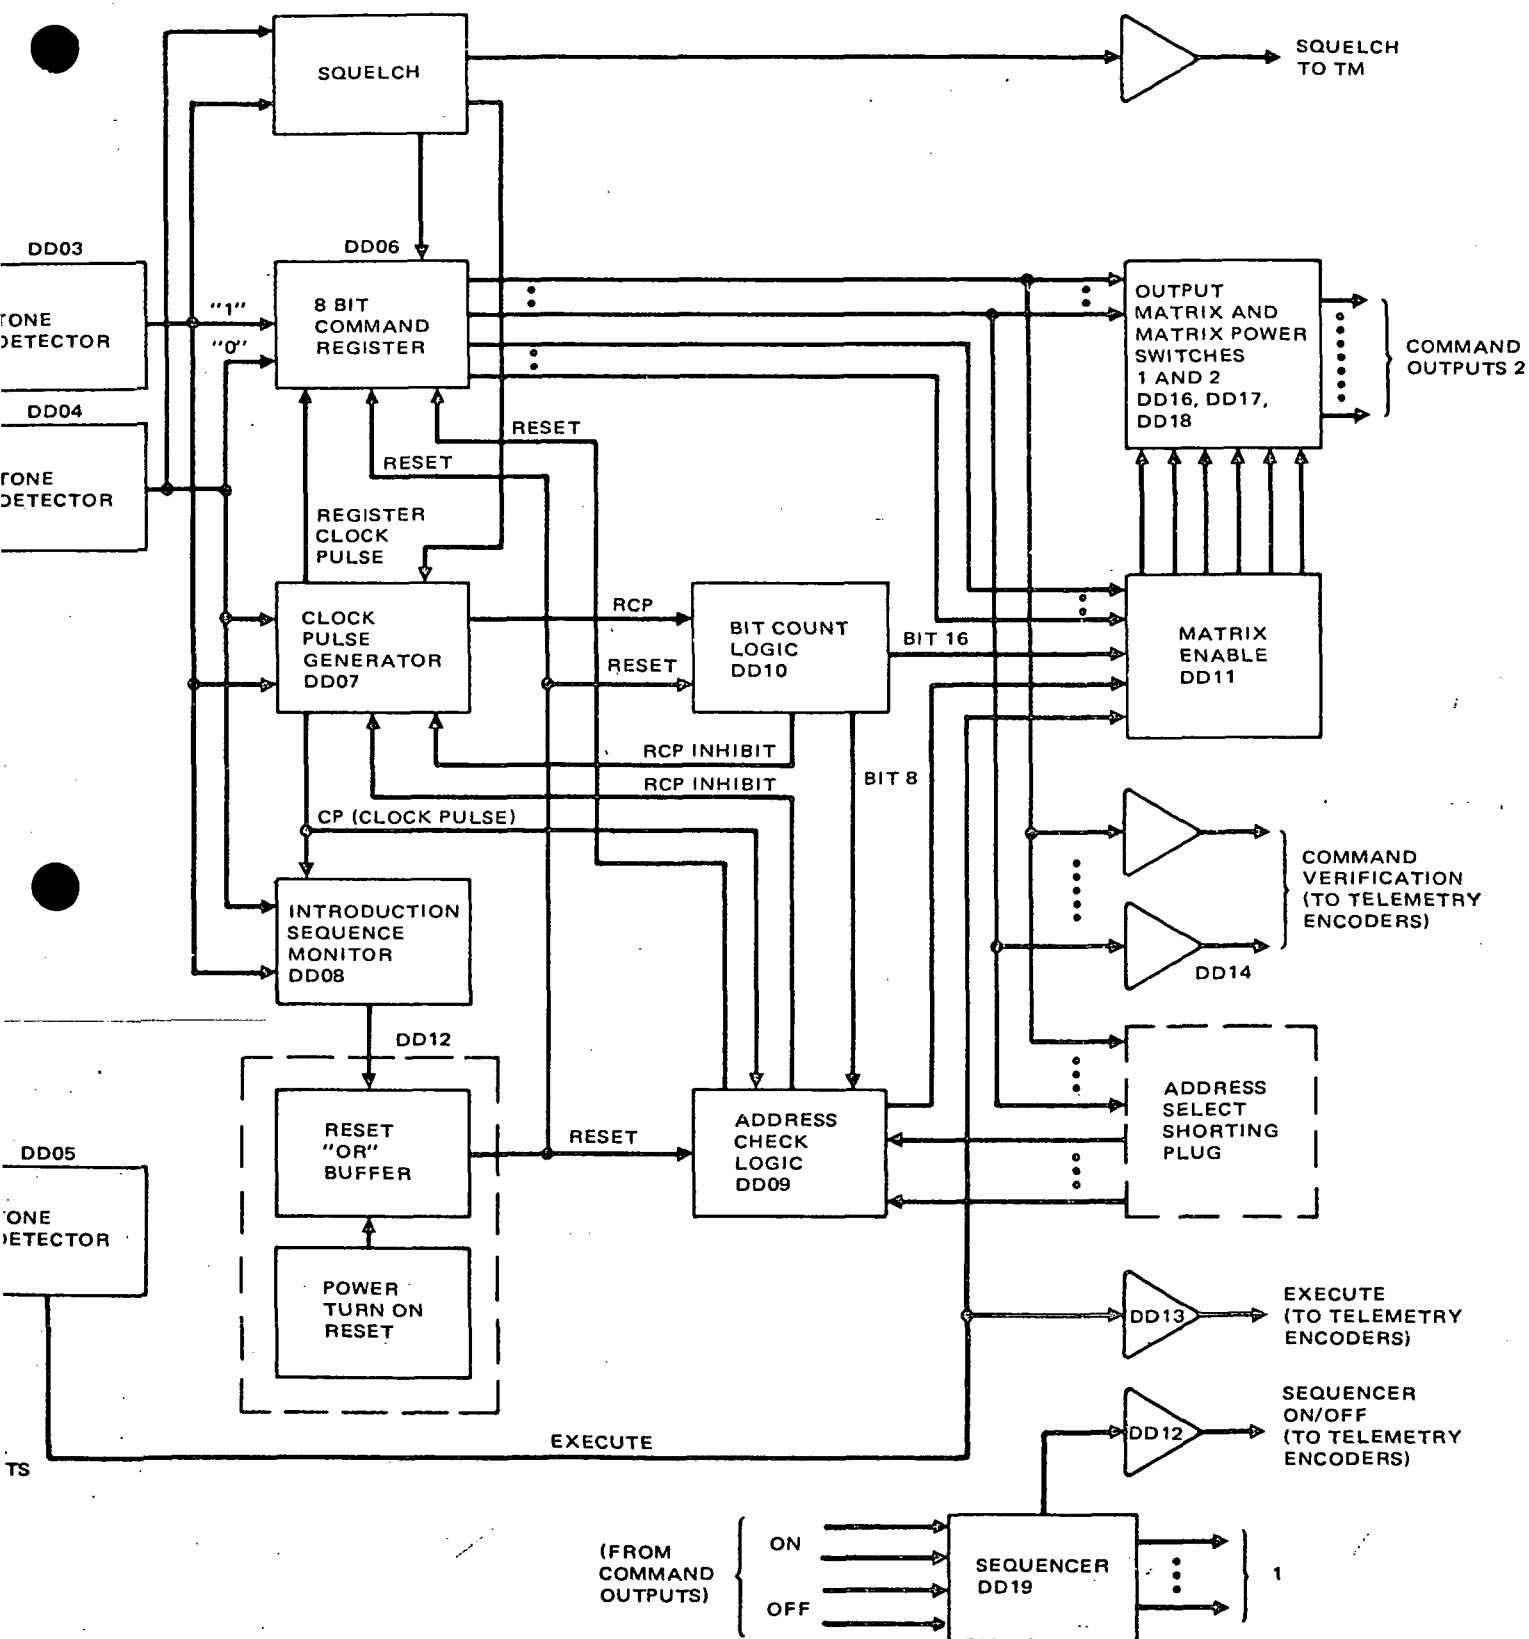 SQUELCH
SQUELCH
TO TM
DD03
TONE
DETECTOR
"1"
"0"
DD06
8 BIT
COMMAND
REGISTER
OUTPUT
MATRIX AND
MATRIX POWER
SWITCHES
1 AND 2
DD16, DD17,
DD18
COMMAND
OUTPUTS 2
DD04
TONE
DETECTOR
RESET
RESET
REGISTER
CLOCK
PULSE
CLOCK
PULSE
GENERATOR
DD07
RCP
RESET
BIT COUNT
LOGIC
DD10
BIT 16
MATRIX
ENABLE
DD11
RCP INHIBIT
RCP INHIBIT
BIT 8
CP (CLOCK PULSE)
COMMAND
VERIFICATION
(TO TELEMETRY
ENCODERS)
DD14
INTRODUCTION
SEQUENCE
MONITOR
DD08
DD12
RESET
"OR"
BUFFER
RESET
ADDRESS
CHECK
LOGIC
DD09
ADDRESS
SELECT
SHORTING
PLUG
DD05
TONE
DETECTOR
POWER
TURN ON
RESET
DD13
EXECUTE
(TO TELEMETRY
ENCODERS)
EXECUTE
DD12
SEQUENCER
ON/OFF
(TO TELEMETRY
ENCODERS)
TS
(FROM
COMMAND
OUTPUTS)
ON
OFF
SEQUENCER
DD19
1